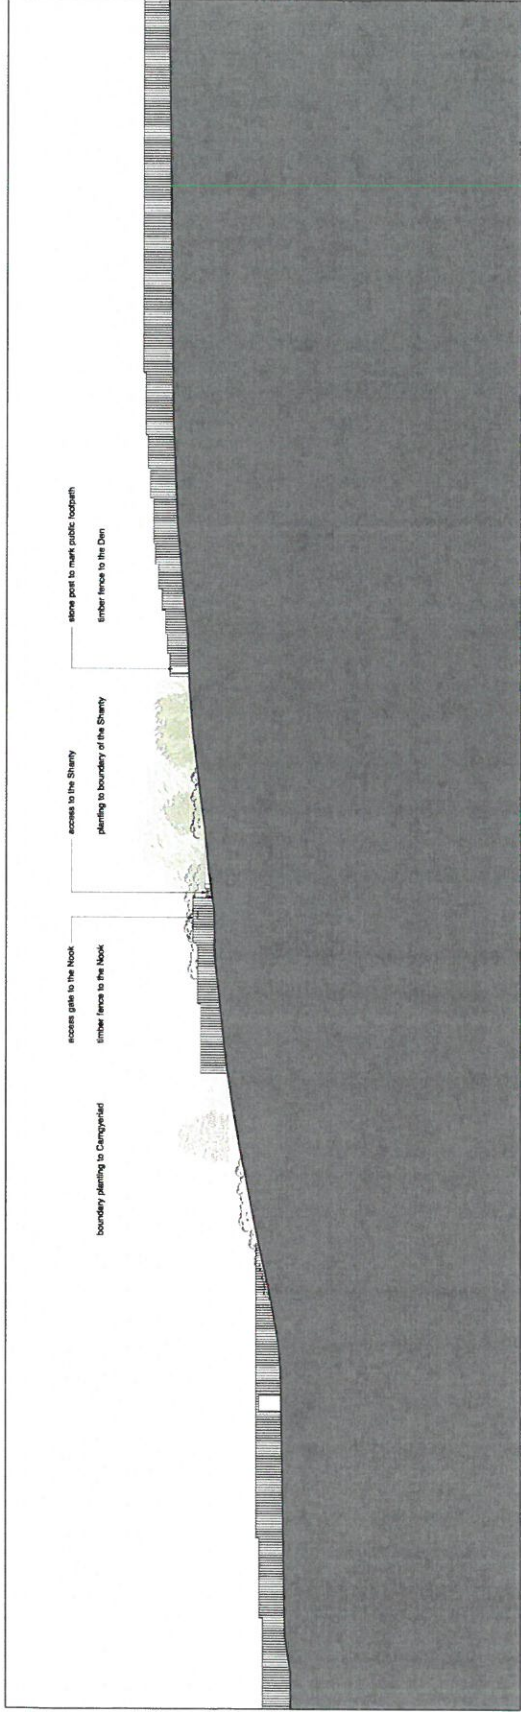 access gate to the Nook
access to the Shanty
stone post to mark public footpath
boundary planting to Carngyeriad
timber fence to the Nook
planting to boundary of the Shanty
timber fence to the Den